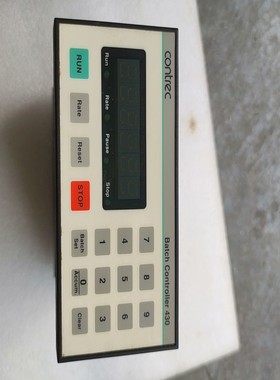 contrec
Batch Controller 430
Run
Rate
Pause
Stop
RUN
Rate
Reset
STOP
7
8
9
4
5
6
1
2
3
Batch
Set
0
Accum.
Clear